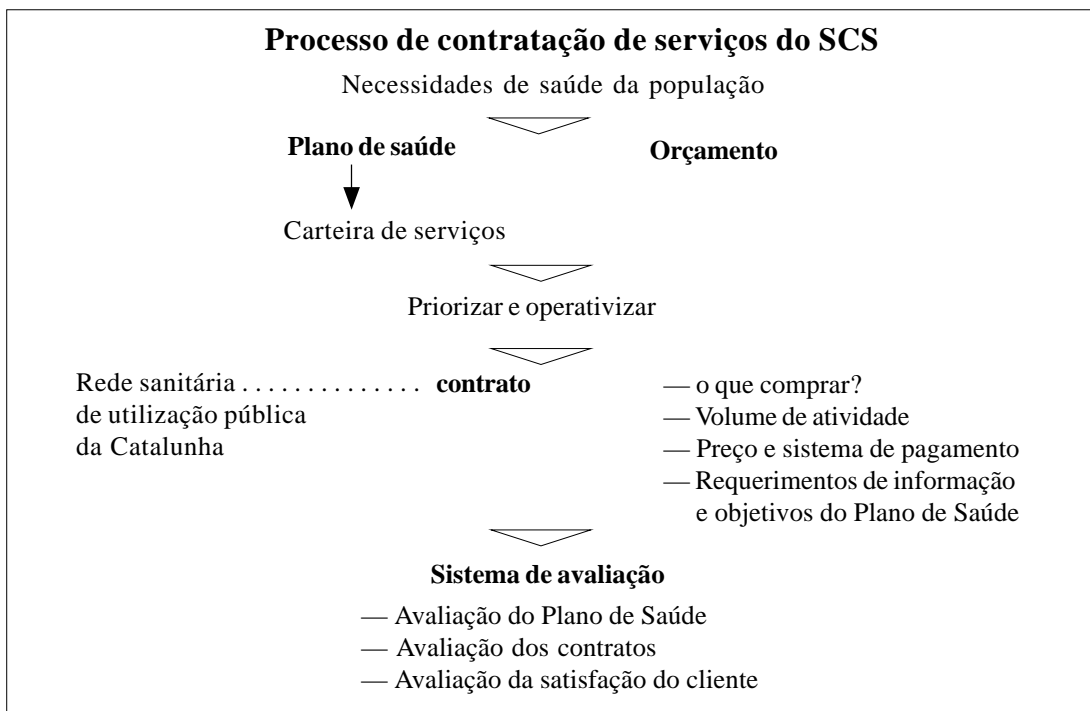 Processo de contratação de serviços do SCS
Necessidades de saúde da população
Plano de saúde
Orçamento
Carteira de serviços
Priorizar e operativizar
Rede sanitária . . . . . . . . . . . . . . contrato
de utilização pública
da Catalunha
— o que comprar?
— Volume de atividade
— Preço e sistema de pagamento
— Requerimentos de informação
e objetivos do Plano de Saúde
Sistema de avaliação
— Avaliação do Plano de Saúde
— Avaliação dos contratos
— Avaliação da satisfação do cliente